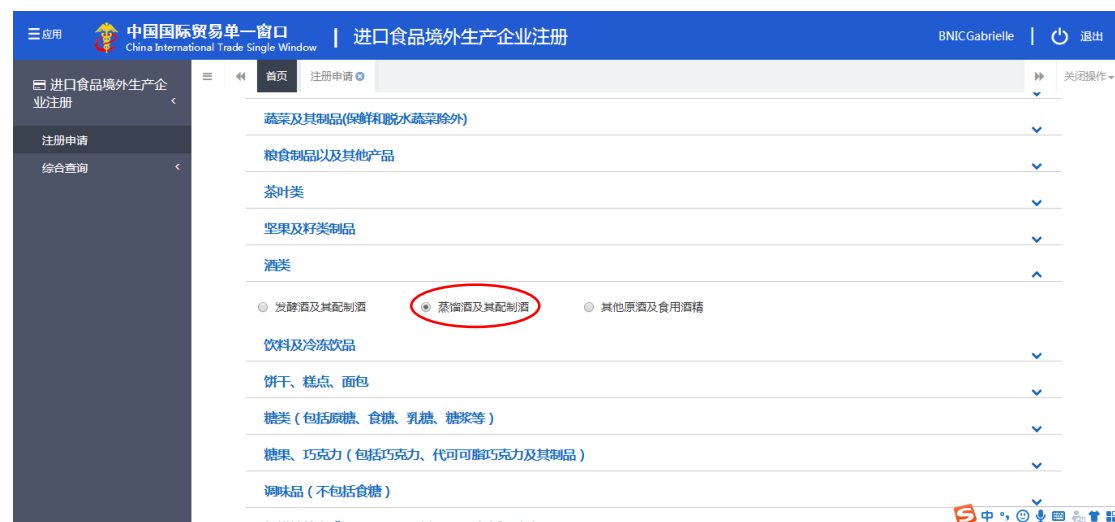 应用
中国国际贸易单一窗口
China International Trade Single Window
进口食品境外生产企业注册
BNICGabrielle
退出
进口食品境外生产企
业注册
注册申请
综合查询
首页
注册申请
关闭操作
蔬菜及其制品(保鲜和脱水蔬菜除外)
粮食制品以及其他产品
茶叶类
坚果及籽类制品
酒类
发酵酒及其配制酒
蒸馏酒及其配制酒
其他原酒及食用酒精
饮料及冷冻饮品
饼干、糕点、面包
糖类（包括原糖、食糖、乳糖、糖浆等）
糖果、巧克力（包括巧克力、代可可脂巧克力及其制品）
调味品（不包括食糖）
中